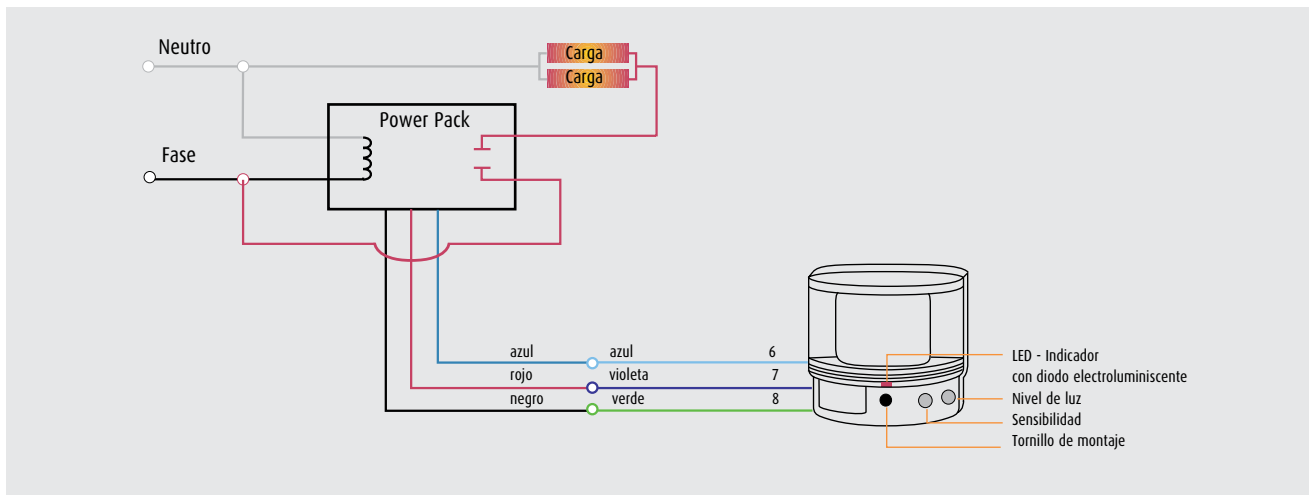 Neutro
Carga
Carga
Power Pack
Fase
azul azul 6
rojo violeta 7
negro verde 8
LED - Indicador
con diodo electroluminiscente
Nivel de luz
Sensibilidad
Tornillo de montaje